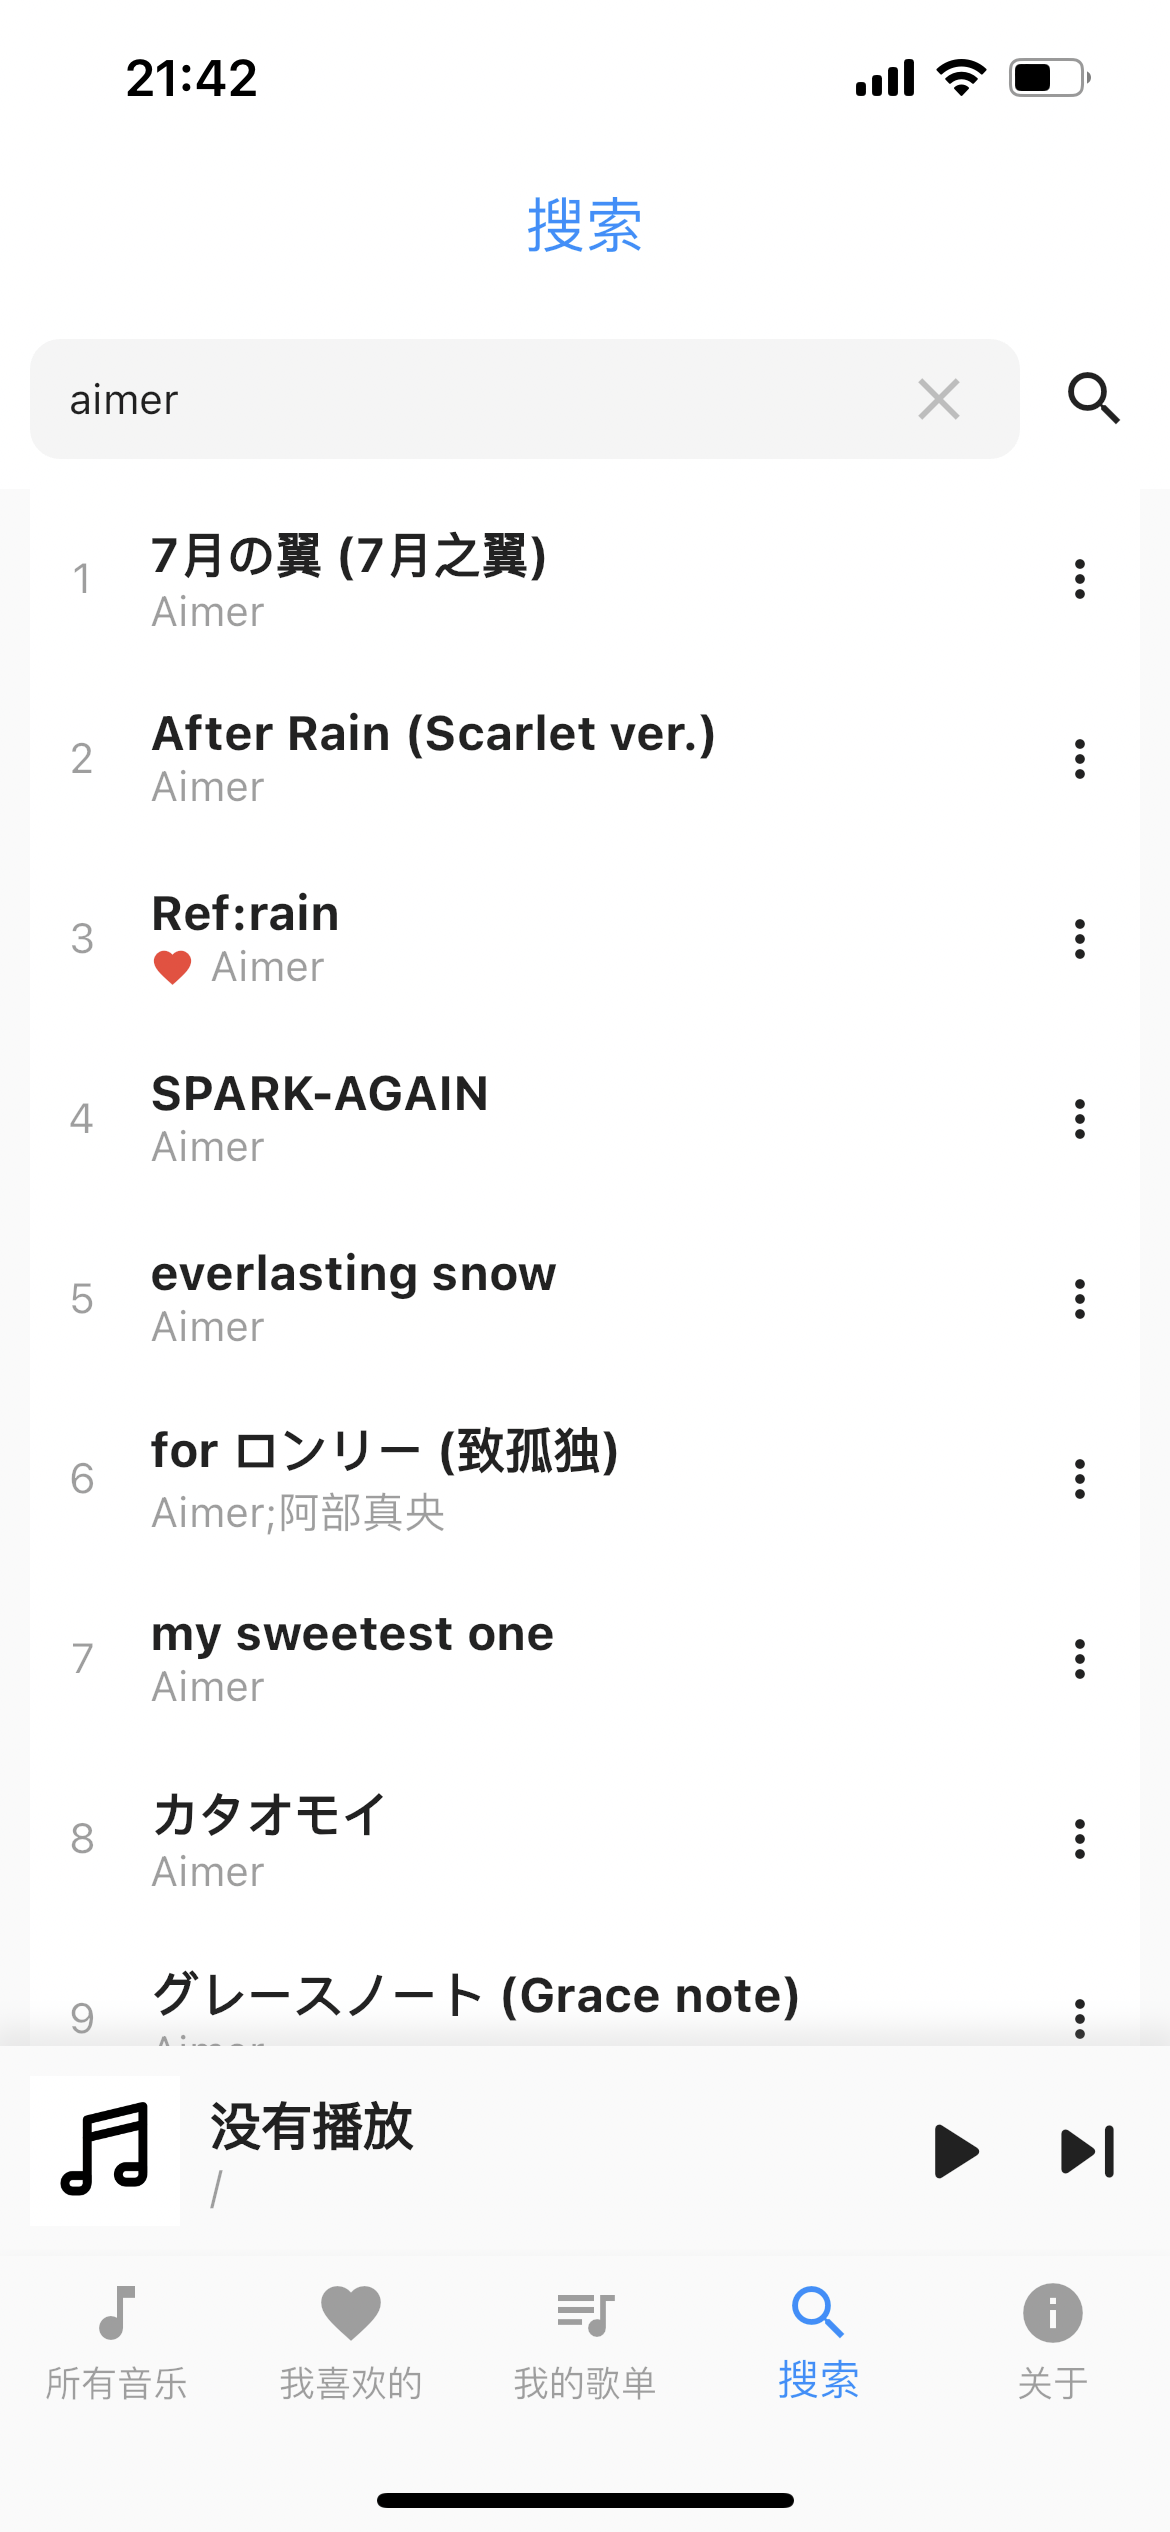 21:42
搜索
aimer
1
7月の翼 (7月之翼)
Aimer
2
After Rain (Scarlet ver.)
Aimer
3
Ref:rain
Aimer
4
SPARK-AGAIN
Aimer
5
everlasting snow
Aimer
6
for ロンリー (致孤独)
Aimer;阿部真央
7
my sweetest one
Aimer
8
カタオモイ
Aimer
9
グレースノート (Grace note)
Aimer
没有播放
/
所有音乐
我喜欢的
我的歌单
搜索
关于